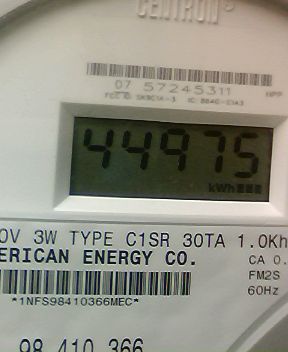 CENTRON®
07 57245311
HPP
44975
kWh
0V 3W TYPE C1SR 30TA 1.0Kh
ERICAN ENERGY CO.
CA 0.
FM2S
*1NFS98410366MEC*
60Hz
98 410 366